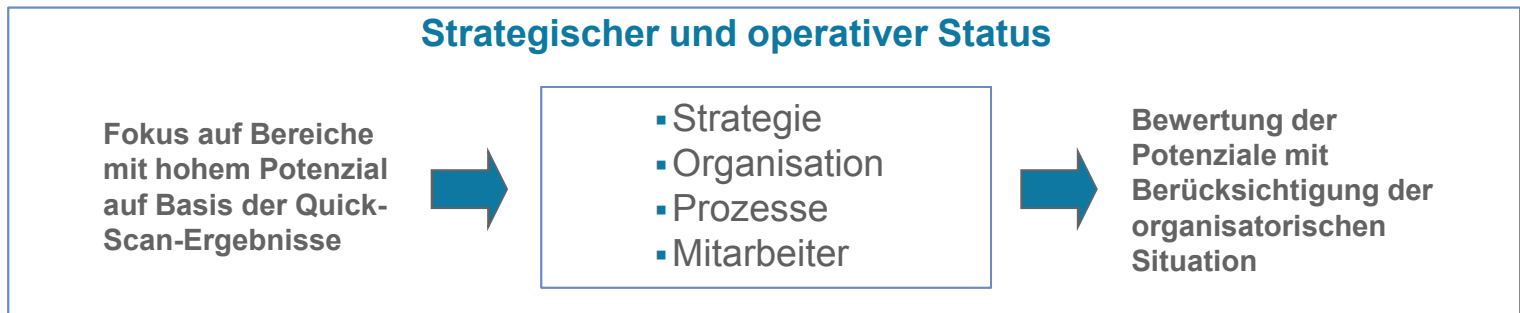 Strategischer und operativer Status
Fokus auf Bereiche
mit hohem Potenzial
auf Basis der Quick-
Scan-Ergebnisse
▪Strategie
▪Organisation
▪Prozesse
▪Mitarbeiter
Bewertung der
Potenziale mit
Berücksichtigung der
organisatorischen
Situation